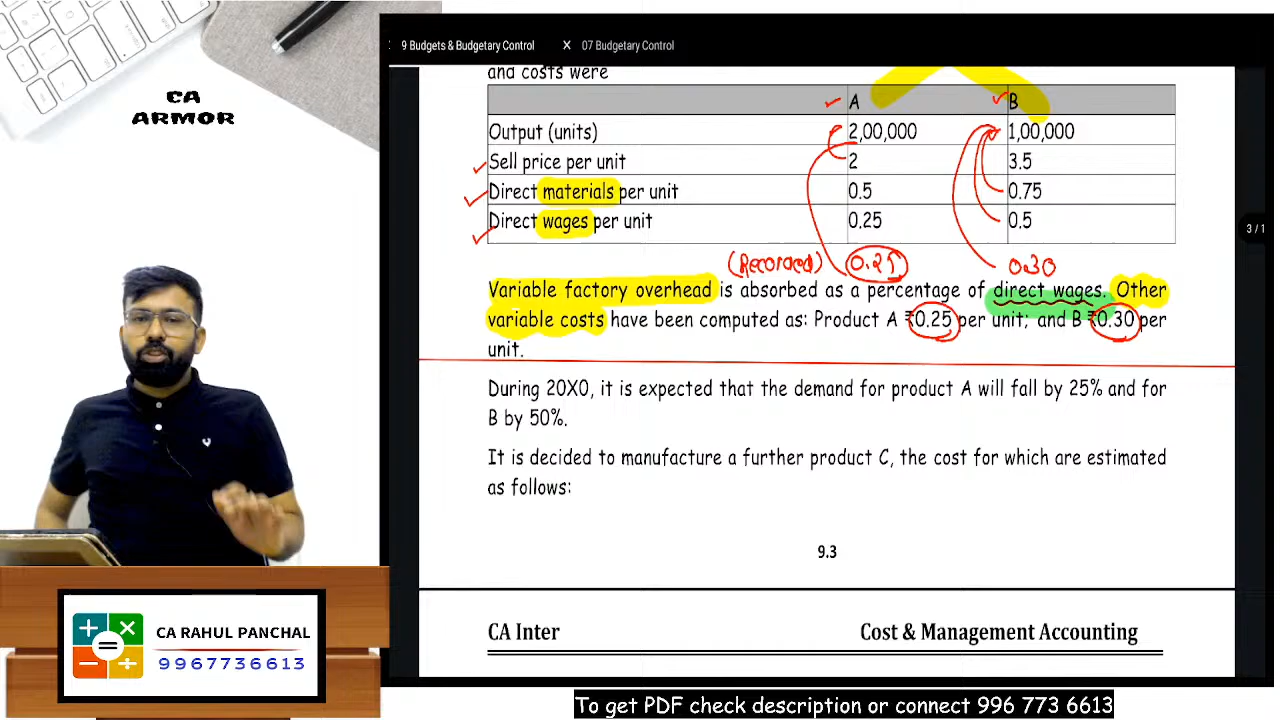 CA
ARMOR
9 Budgets & Budgetary Control
X 07 Budgetary Control
and costs were
A B
Output (units) 2,00,000 1,00,000
Sell price per unit 2 3.5
Direct materials per unit 0.5 0.75
Direct wages per unit 0.25 0.5
(Recorded) 0.25 0.30
Variable factory overhead is absorbed as a percentage of direct wages. Other
variable costs have been computed as: Product A ₹0.25 per unit; and B ₹0.30 per
unit.
During 20X0, it is expected that the demand for product A will fall by 25% and for
B by 50%.
It is decided to manufacture a further product C, the cost for which are estimated
as follows:
9.3
CA Inter Cost & Management Accounting
3 / 1
CA RAHUL PANCHAL
9967736613
To get PDF check description or connect 996 773 6613